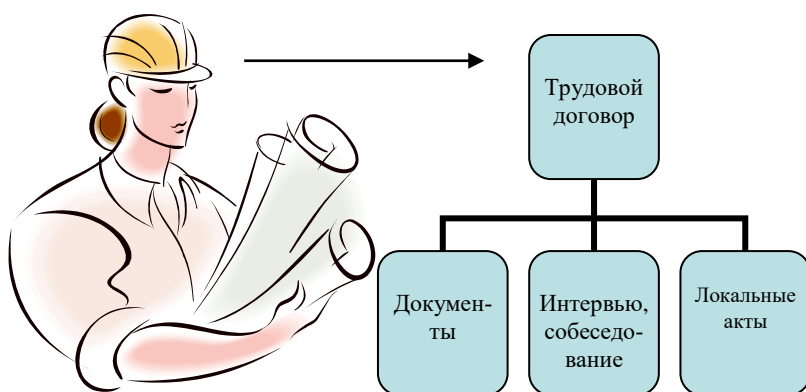 Трудовой
договор
Докумен-
ты
Интервью,
собеседо-
вание
Локальные
акты